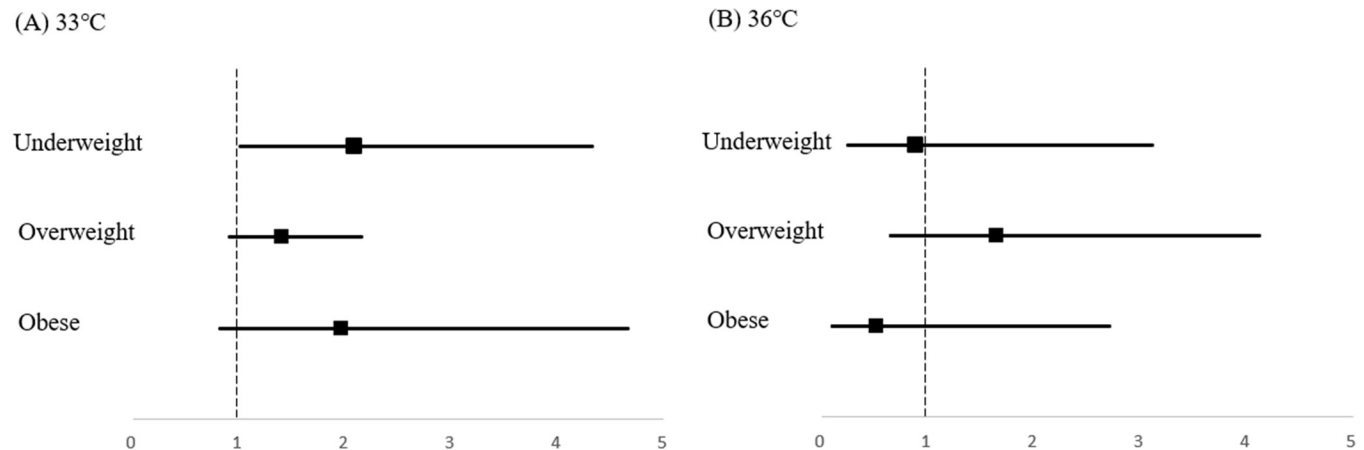 (A) 33°C
Underweight
Overweight
Obese
0 1 2 3 4 5
(B) 36°C
Underweight
Overweight
Obese
0 1 2 3 4 5